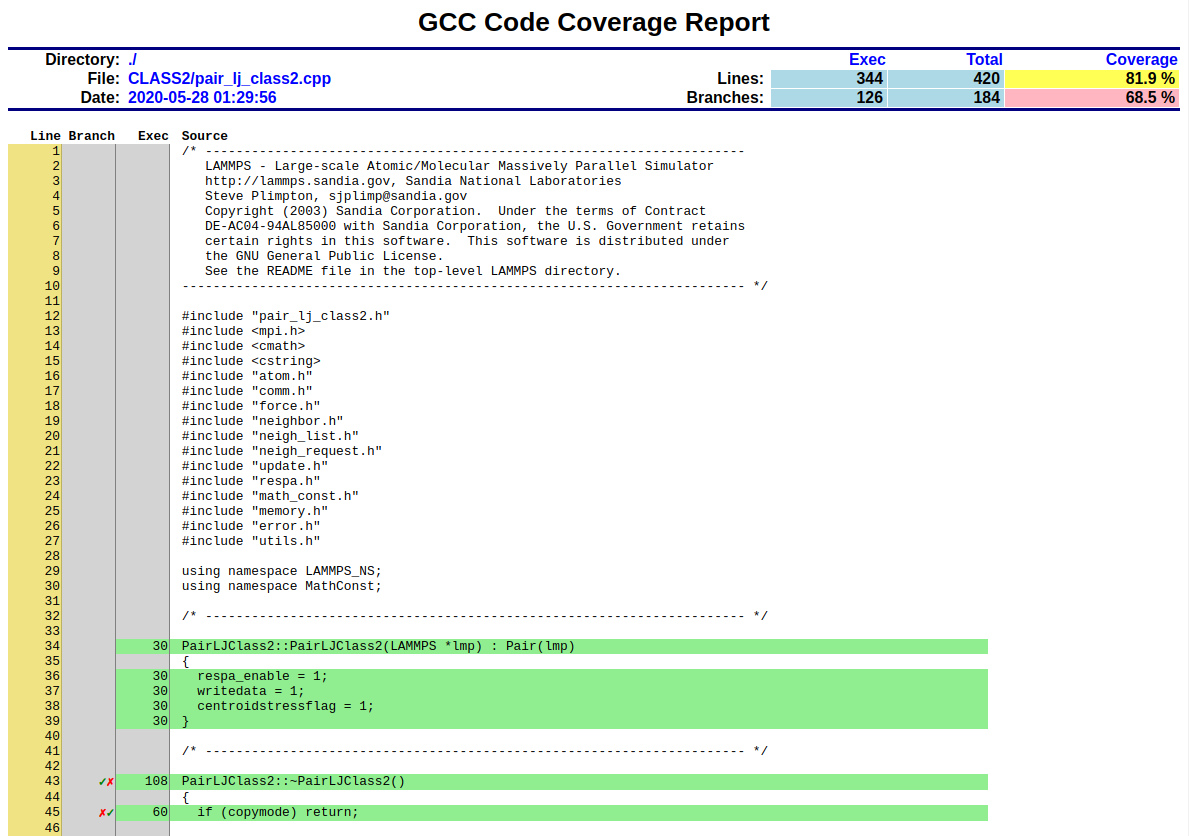 GCC Code Coverage Report
Directory: ./ Exec Total Coverage
File: CLASS2/pair_lj_class2.cpp Lines: 344 420 81.9 %
Date: 2020-05-28 01:29:56 Branches: 126 184 68.5 %
Line Branch Exec Source
1 /* ----------------------------------------------------------------------
2 LAMMPS - Large-scale Atomic/Molecular Massively Parallel Simulator
3 http://lammps.sandia.gov, Sandia National Laboratories
4 Steve Plimpton, sjplimp@sandia.gov
5 Copyright (2003) Sandia Corporation.  Under the terms of Contract
6 DE-AC04-94AL85000 with Sandia Corporation, the U.S. Government retains
7 certain rights in this software.  This software is distributed under
8 the GNU General Public License.
9 See the README file in the top-level LAMMPS directory.
10 ------------------------------------------------------------------------- */
11
12 #include "pair_lj_class2.h"
13 #include <mpi.h>
14 #include <cmath>
15 #include <cstring>
16 #include "atom.h"
17 #include "comm.h"
18 #include "force.h"
19 #include "neighbor.h"
20 #include "neigh_list.h"
21 #include "neigh_request.h"
22 #include "update.h"
23 #include "respa.h"
24 #include "math_const.h"
25 #include "memory.h"
26 #include "error.h"
27 #include "utils.h"
28
29 using namespace LAMMPS_NS;
30 using namespace MathConst;
31
32 /* ---------------------------------------------------------------------- */
33
34 30 PairLJClass2::PairLJClass2(LAMMPS *lmp) : Pair(lmp)
35 {
36 30 respa_enable = 1;
37 30 writedata = 1;
38 30 centroidstressflag = 1;
39 30 }
40
41 /* ---------------------------------------------------------------------- */
42
43 ✓✗ 108 PairLJClass2::~PairLJClass2()
44 {
45 ✗✓ 60 if (copymode) return;
46